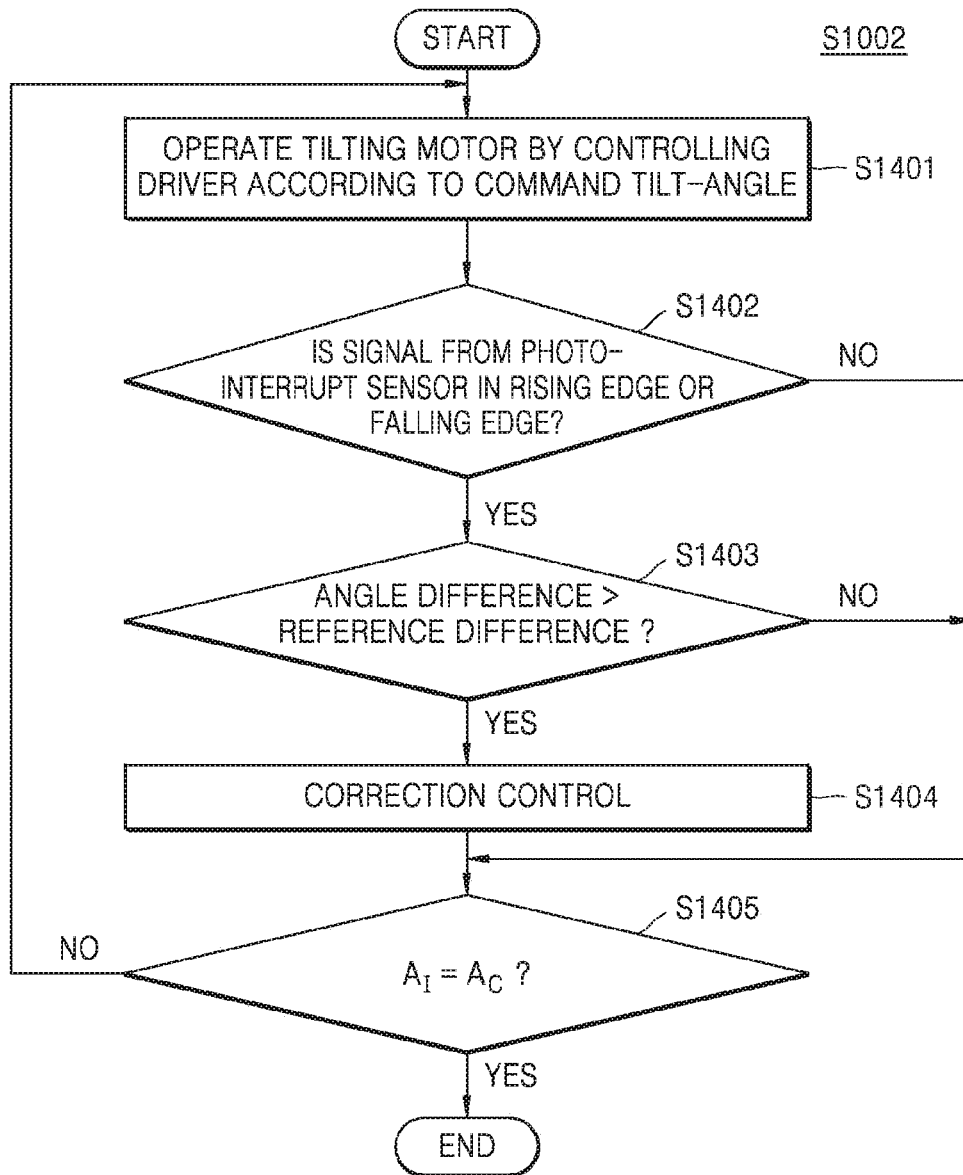 START
S1002
OPERATE TILTING MOTOR BY CONTROLLING
DRIVER ACCORDING TO COMMAND TILT-ANGLE
S1401
S1402
IS SIGNAL FROM PHOTO-
INTERRUPT SENSOR IN RISING EDGE OR
FALLING EDGE?
NO
YES
S1403
ANGLE DIFFERENCE >
REFERENCE DIFFERENCE ?
NO
YES
CORRECTION CONTROL
S1404
S1405
NO
A_I = A_C ?
YES
END